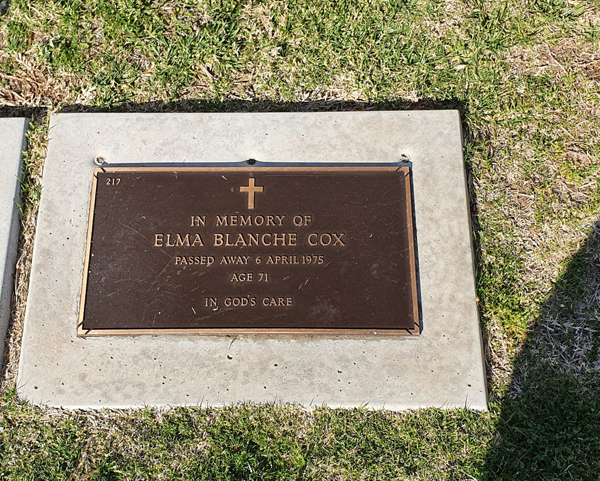 217
IN MEMORY OF
ELMA BLANCHE COX
PASSED AWAY 6 APRIL 1975
AGE 71
IN GOD'S CARE